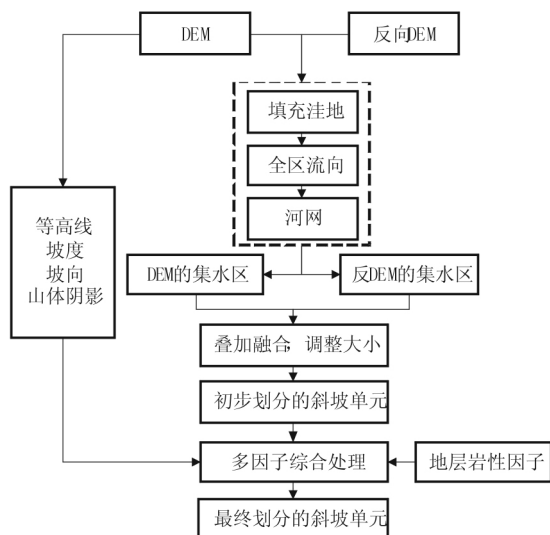 DEM
反向DEM
填充洼地
全区流向
河网
等高线
坡度
坡向
山体阴影
DEM的集水区
反DEM的集水区
叠加融合，调整大小
初步划分的斜坡单元
多因子综合处理
地层岩性因子
最终划分的斜坡单元